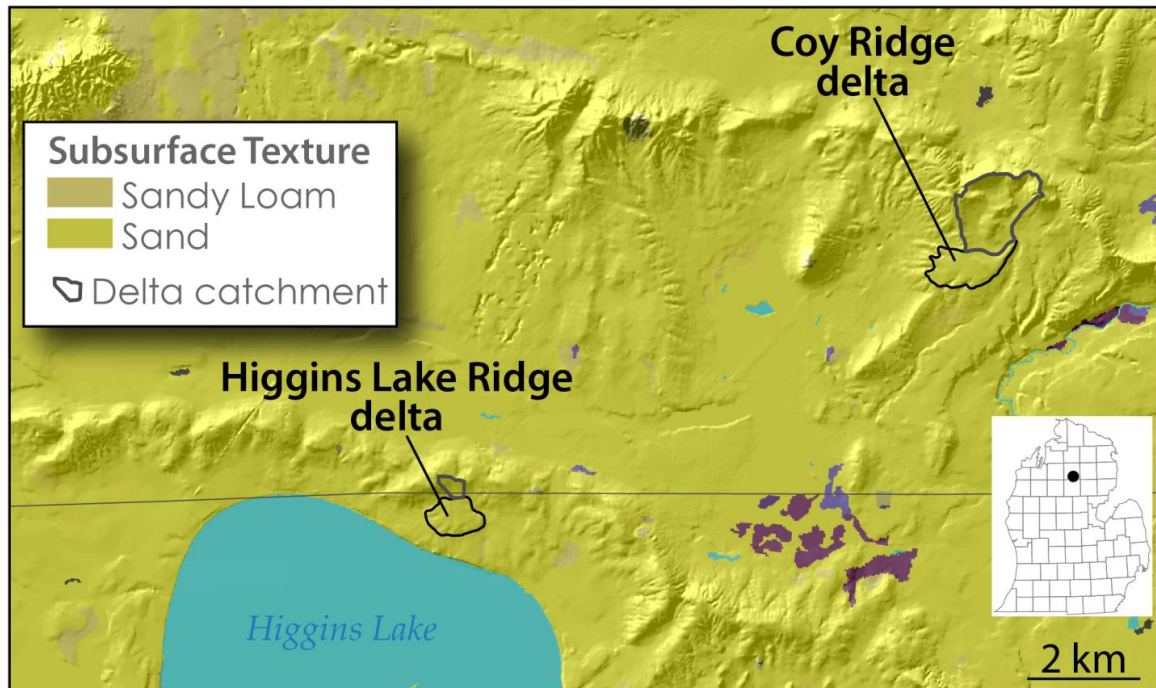 Coy Ridge
delta
Subsurface Texture
Sandy Loam
Sand
Delta catchment
Higgins Lake Ridge
delta
Higgins Lake
2 km